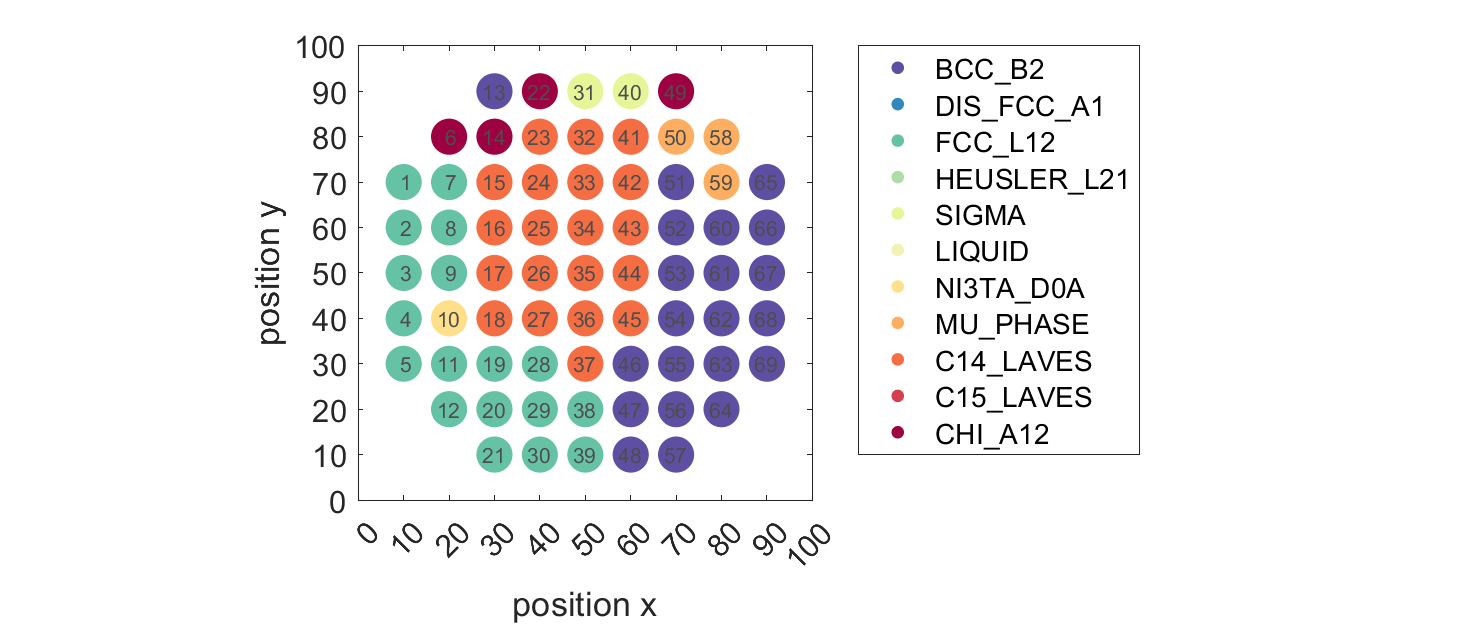 100
90
80
70
60
50
40
30
20
10
0
position y
13 22 31 40 49
6 14 23 32 41 50 58
1 7 15 24 33 42 51 59 65
2 8 16 25 34 43 52 60 66
3 9 17 26 35 44 53 61 67
4 10 18 27 36 45 54 62 68
5 11 19 28 37 46 55 63 69
12 20 29 38 47 56 64
21 30 39 48 57
0 10 20 30 40 50 60 70 80 90 100
position x
BCC_B2
DIS_FCC_A1
FCC_L12
HEUSLER_L21
SIGMA
LIQUID
NI3TA_D0A
MU_PHASE
C14_LAVES
C15_LAVES
CHI_A12